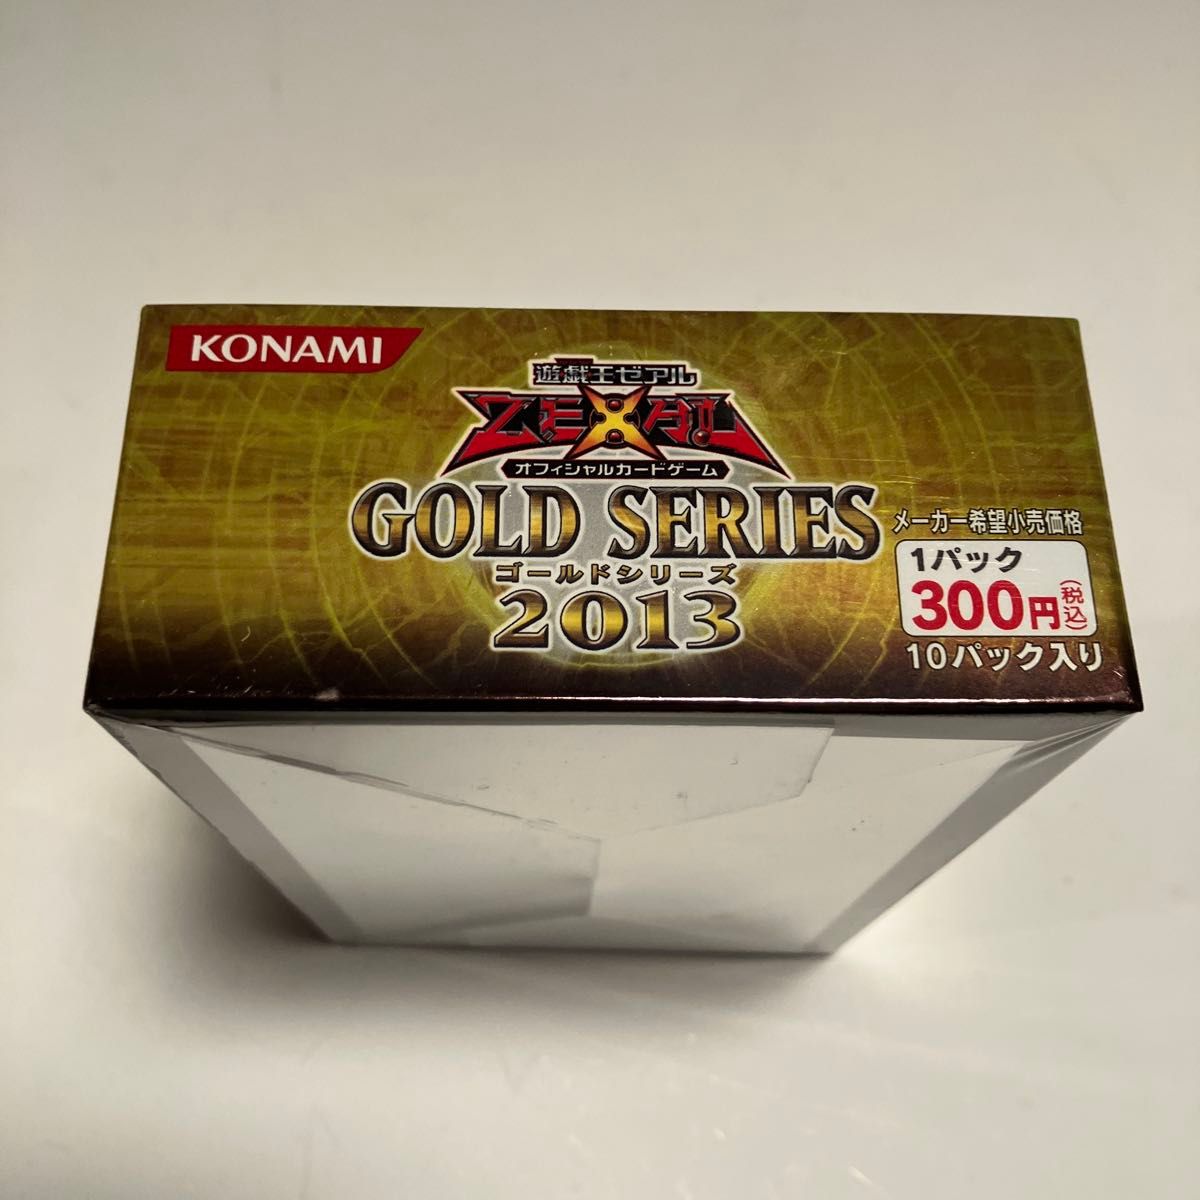 KONAMI
遊戯王ゼアル
ZEXAL
オフィシャルカードゲーム
GOLD SERIES
ゴールドシリーズ
2013
メーカー希望小売価格
1パック
300円(税込)
10パック入り